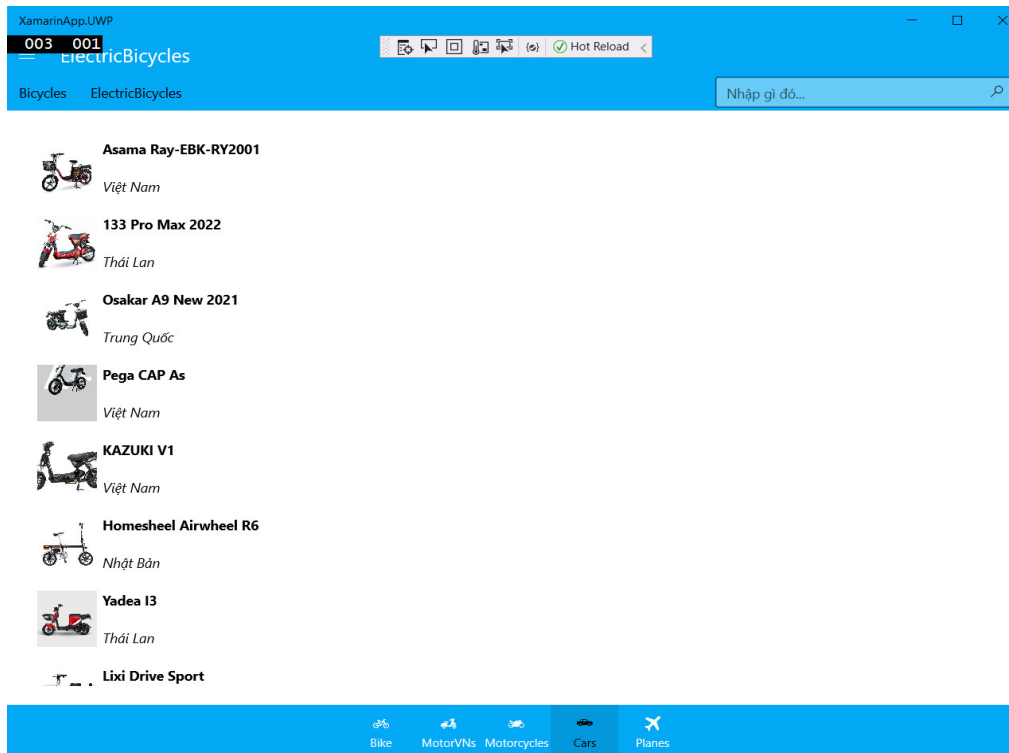 XamarinApp.UWP
003 001
ElectricBicycles
Hot Reload
Bicycles ElectricBicycles
Nhập gì đó...
Asama Ray-EBK-RY2001
Việt Nam
133 Pro Max 2022
Thái Lan
Osakar A9 New 2021
Trung Quốc
Pega CAP As
Việt Nam
KAZUKI V1
Việt Nam
Homesheel Airwheel R6
Nhật Bản
Yadea I3
Thái Lan
Lixi Drive Sport
Bike MotorVNs Motorcycles Cars Planes